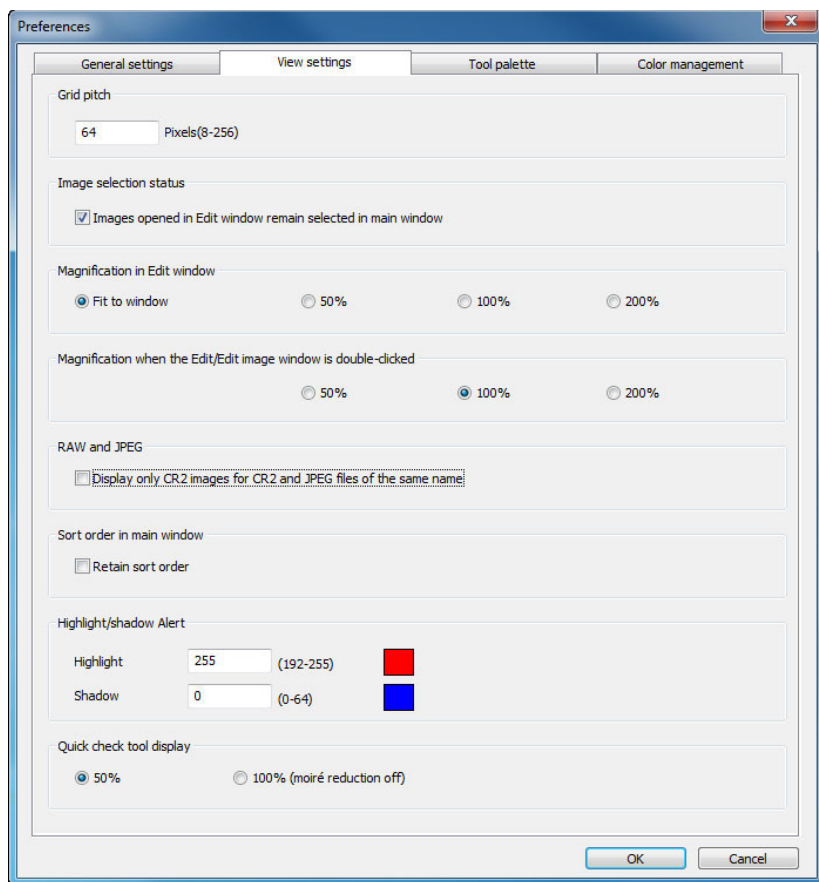 Preferences
General settings View settings Tool palette Color management
Grid pitch
64 Pixels(8-256)
Image selection status
Images opened in Edit window remain selected in main window
Magnification in Edit window
Fit to window 50% 100% 200%
Magnification when the Edit/Edit image window is double-clicked
50% 100% 200%
RAW and JPEG
Display only CR2 images for CR2 and JPEG files of the same name
Sort order in main window
Retain sort order
Highlight/shadow Alert
Highlight 255 (192-255)
Shadow 0 (0-64)
Quick check tool display
50% 100% (moiré reduction off)
OK Cancel